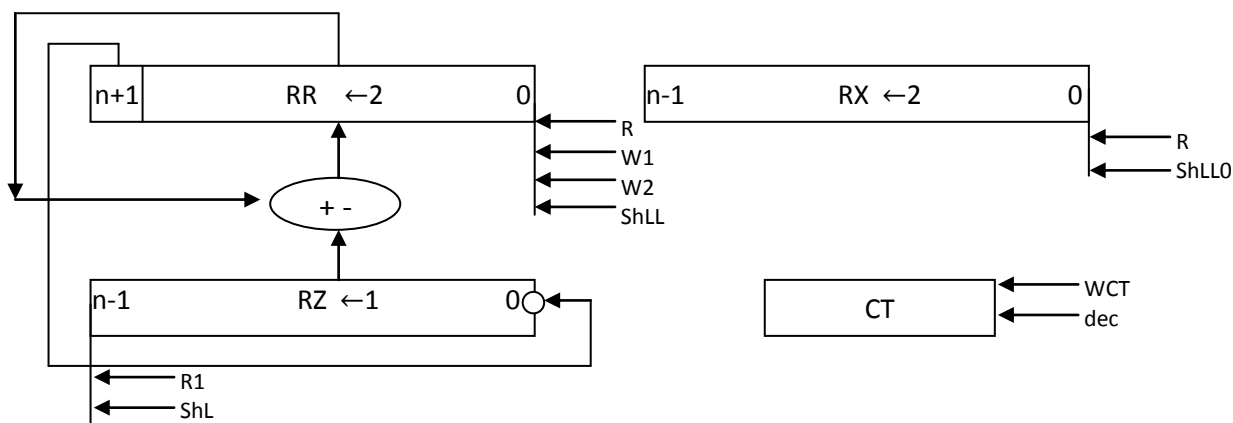 n+1 RR ←2 0
n-1 RX ←2 0
R
W1
W2
ShLL
R
ShLL0
+ -
n-1 RZ ←1 0
CT
WCT
dec
R1
ShL